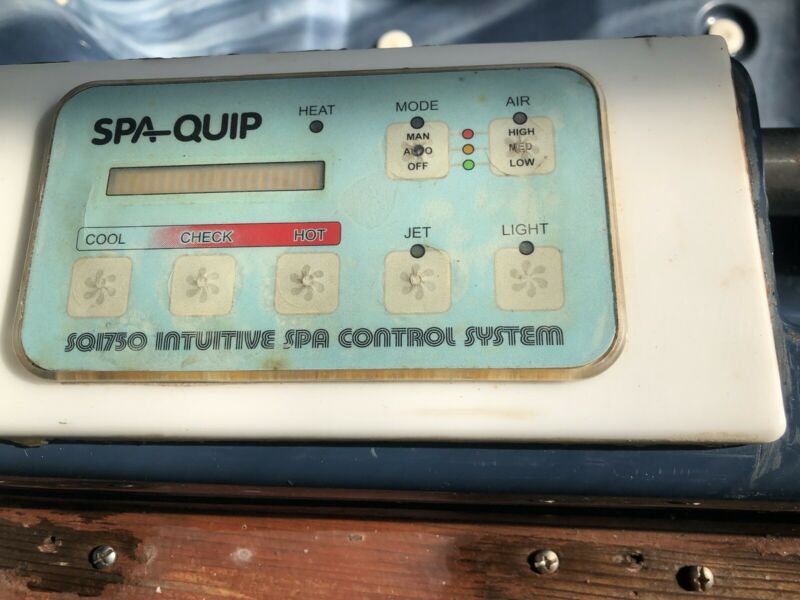 SPA-QUIP
HEAT
MODE
AIR
MAN
AUTO
OFF
HIGH
MED
LOW
COOL CHECK HOT
JET
LIGHT
SQ1750 INTUITIVE SPA CONTROL SYSTEM